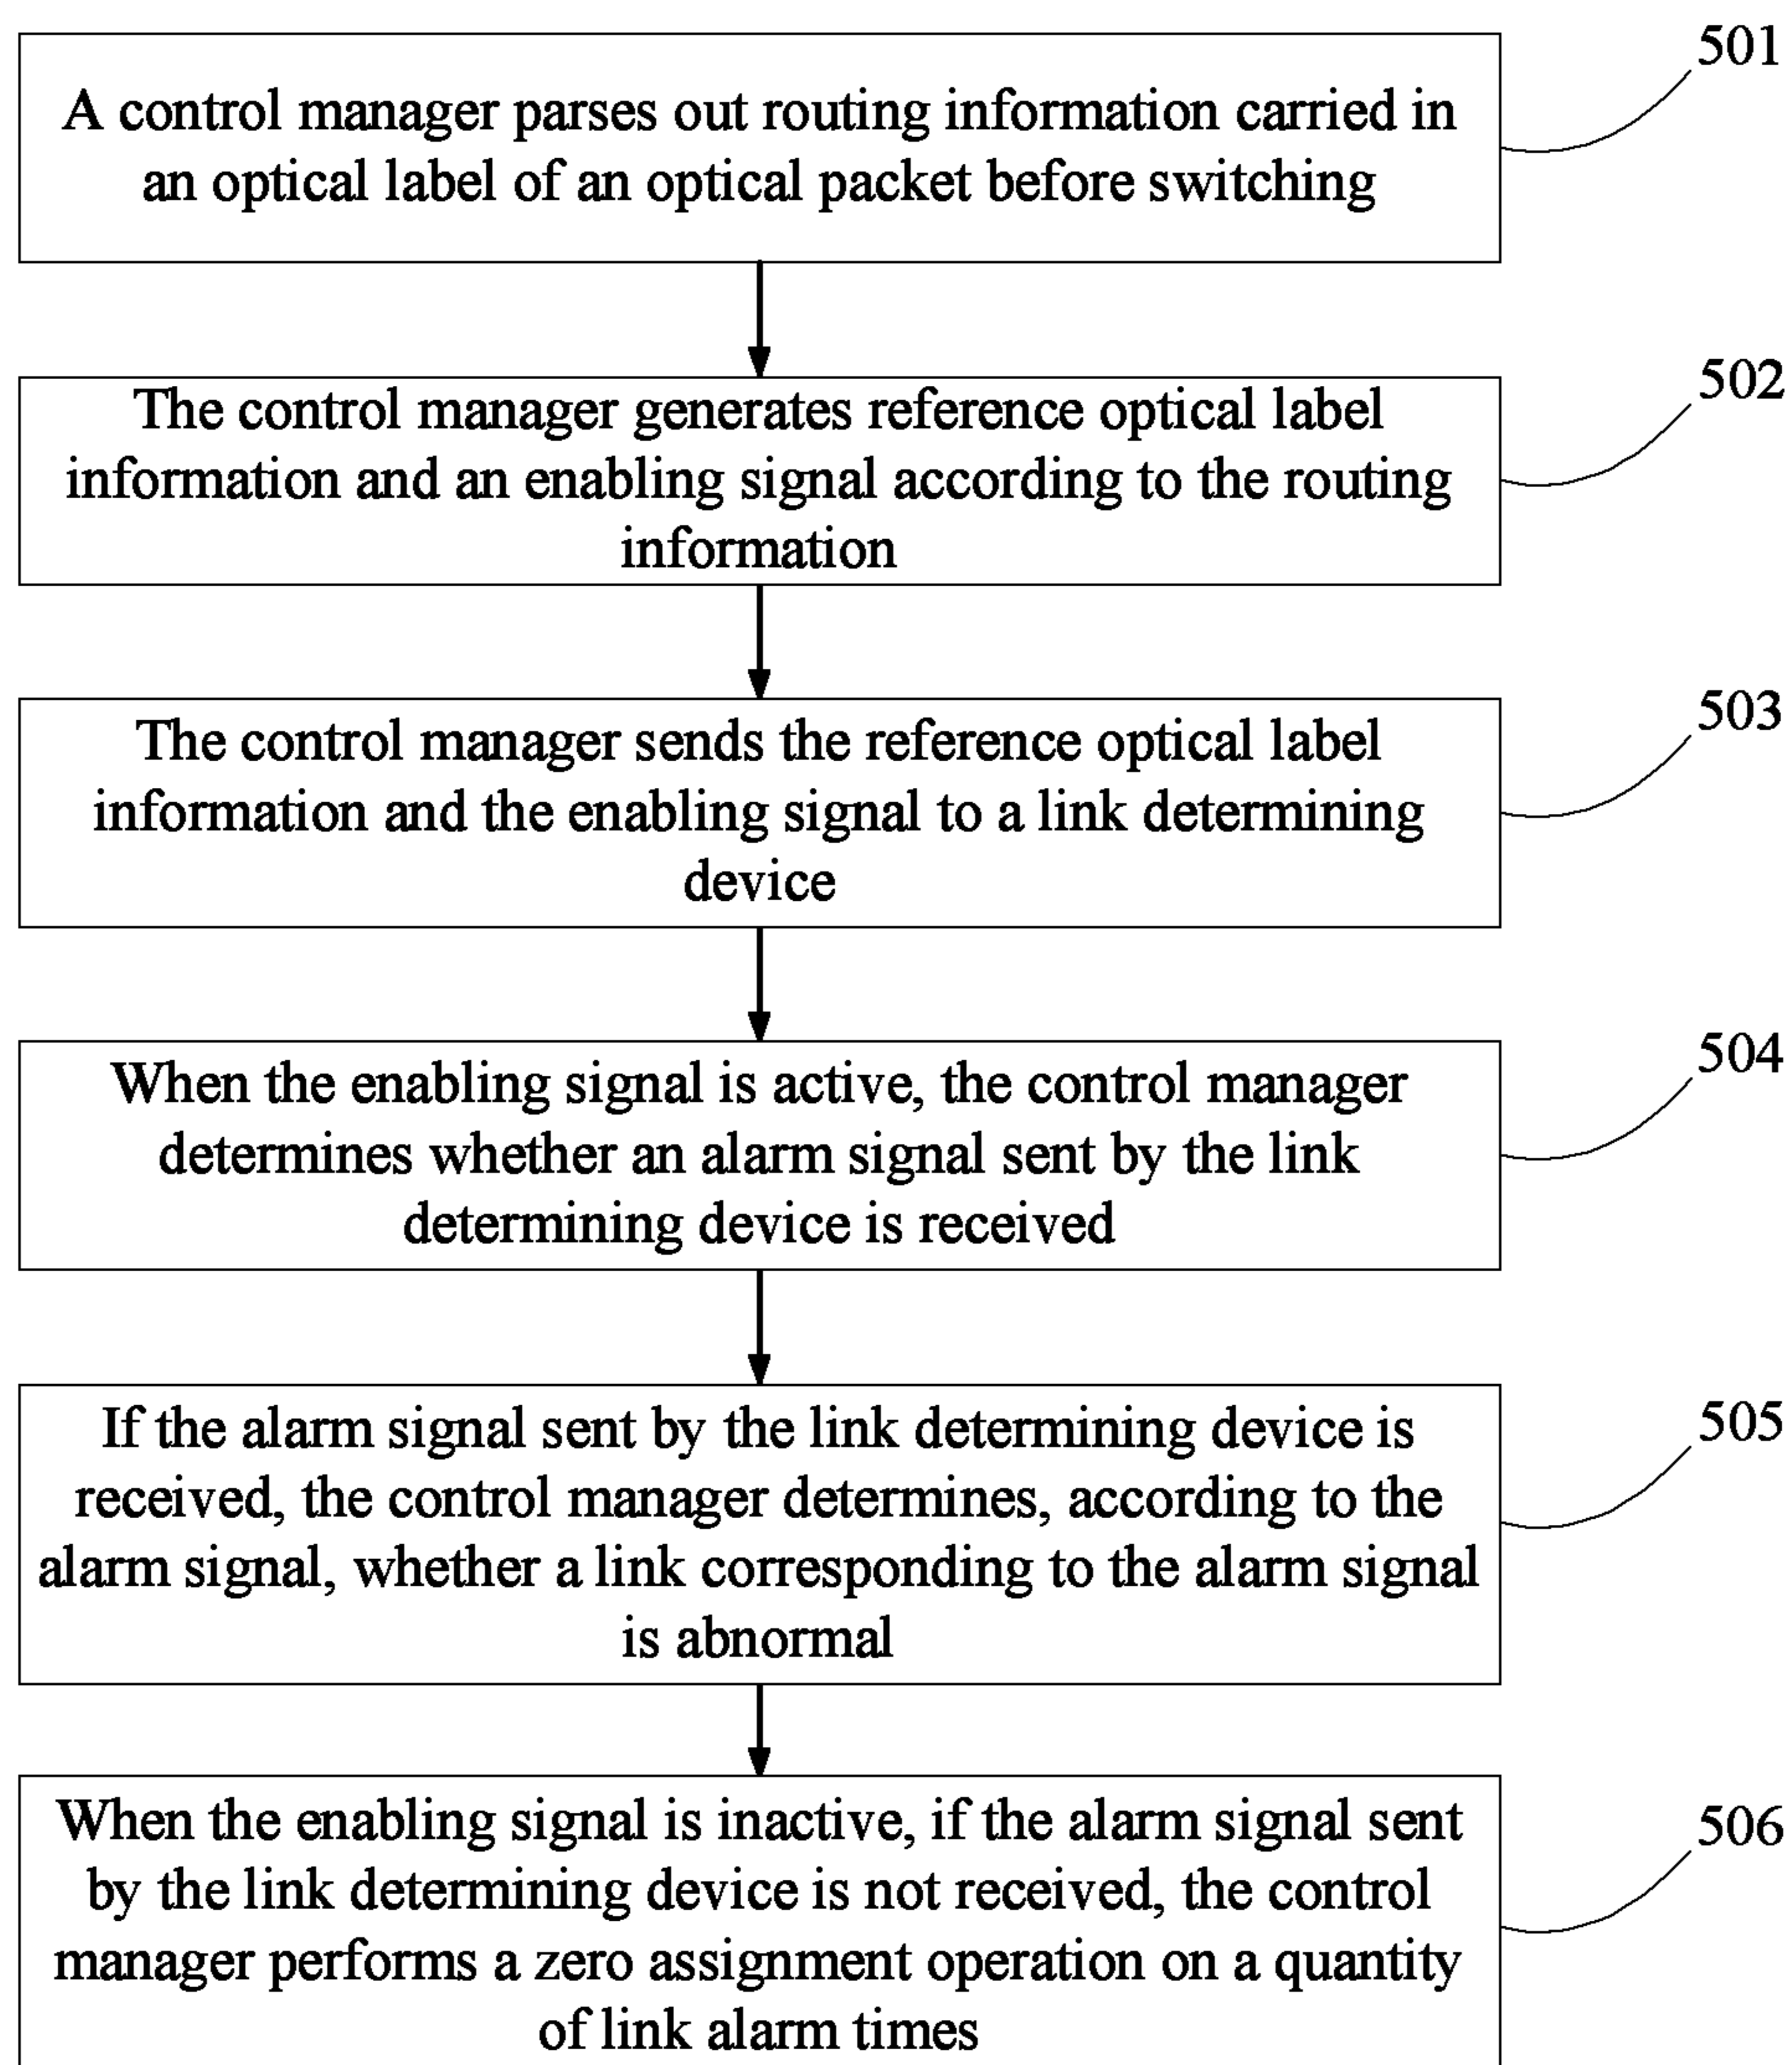 501
A control manager parses out routing information carried in
an optical label of an optical packet before switching
502
The control manager generates reference optical label
information and an enabling signal according to the routing
information
503
The control manager sends the reference optical label
information and the enabling signal to a link determining
device
504
When the enabling signal is active, the control manager
determines whether an alarm signal sent by the link
determining device is received
505
If the alarm signal sent by the link determining device is
received, the control manager determines, according to the
alarm signal, whether a link corresponding to the alarm signal
is abnormal
506
When the enabling signal is inactive, if the alarm signal sent
by the link determining device is not received, the control
manager performs a zero assignment operation on a quantity
of link alarm times